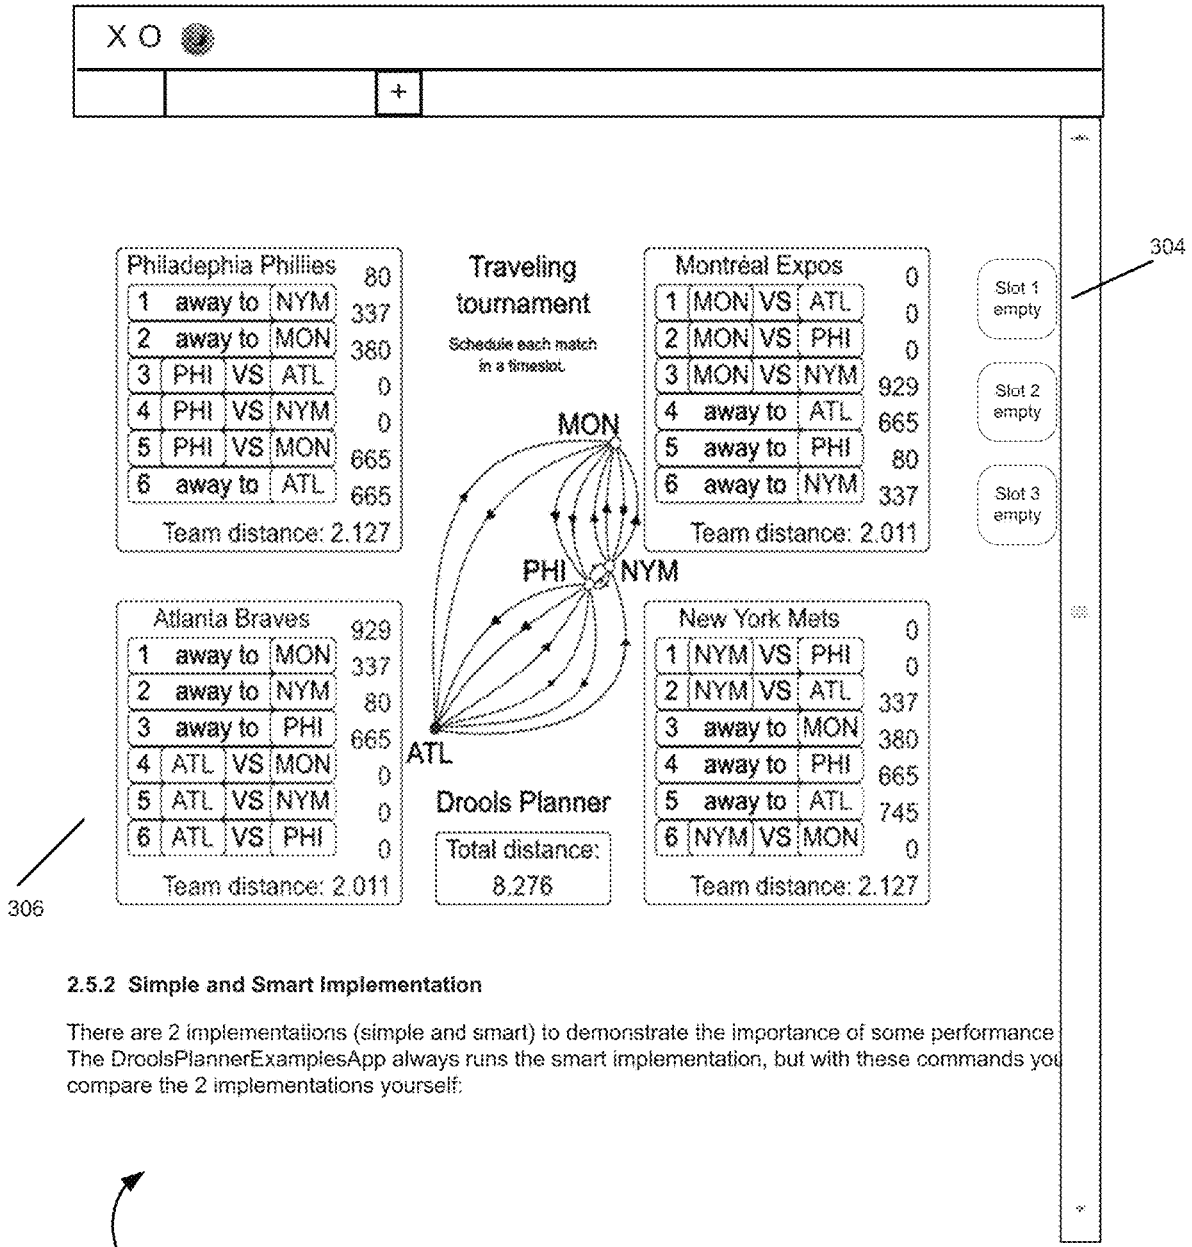 X O
+
304
Philadephia Phillies
80
1 away to NYM
337
2 away to MON
380
3 PHI VS ATL
0
4 PHI VS NYM
0
5 PHI VS MON
665
6 away to ATL
665
Team distance: 2.127
Traveling
tournament
Schedule each match
in a timeslot.
Montréal Expos
0
1 MON VS ATL
0
2 MON VS PHI
0
3 MON VS NYM
929
4 away to ATL
665
5 away to PHI
80
6 away to NYM
337
Team distance: 2.011
Slot 1
empty
Slot 2
empty
Slot 3
empty
MON
PHI
NYM
ATL
Atlanta Braves
929
1 away to MON
337
2 away to NYM
80
3 away to PHI
665
4 ATL VS MON
0
5 ATL VS NYM
0
6 ATL VS PHI
0
Team distance: 2.011
Drools Planner
Total distance:
8.276
New York Mets
0
1 NYM VS PHI
0
2 NYM VS ATL
337
3 away to MON
380
4 away to PHI
665
5 away to ATL
745
6 NYM VS MON
0
Team distance: 2.127
306
2.5.2 Simple and Smart Implementation
There are 2 implementations (simple and smart) to demonstrate the importance of some performance
The DroolsPlannerExamplesApp always runs the smart implementation, but with these commands you
compare the 2 implementations yourself: